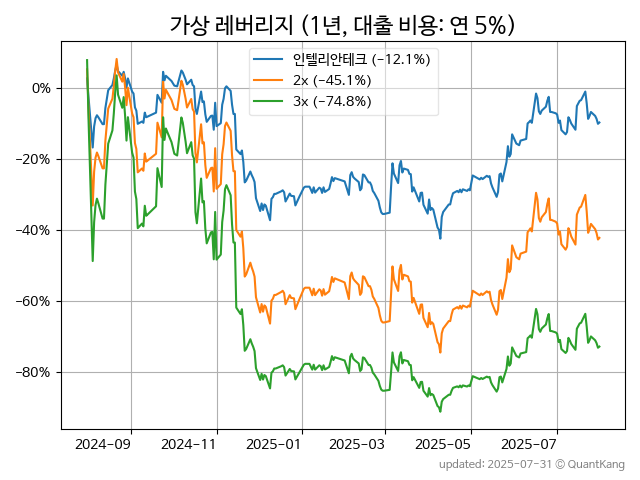 가상 레버리지 (1년, 대출 비용: 연 5%)
인텔리안테크 (−12.1%)
2x (−45.1%)
3x (−74.8%)
0%
−20%
−40%
−60%
−80%
2024−09 2024−11 2025−01 2025−03 2025−05 2025−07
updated: 2025-07-31 © QuantKang